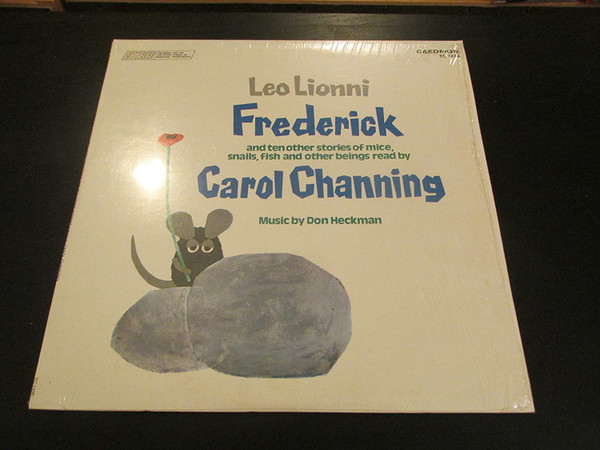 CAEDMON
Leo Lionni
Frederick
and ten other stories of mice,
snails, fish and other beings read by
Carol Channing
Music by Don Heckman